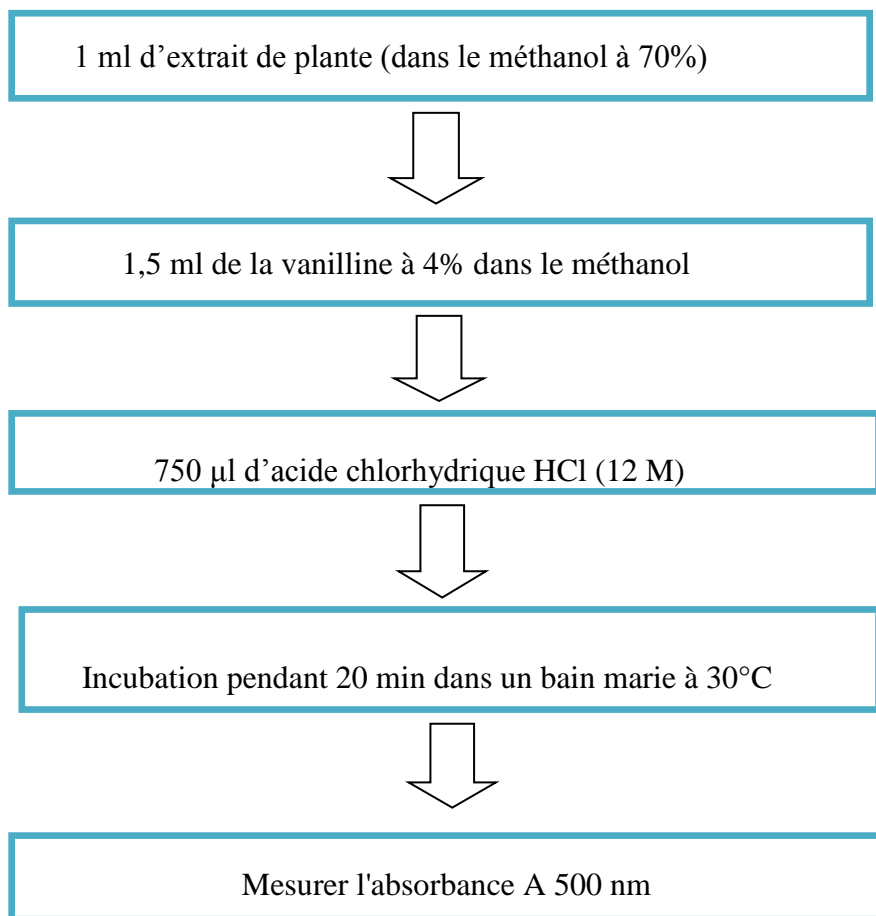 1 ml d’extrait de plante (dans le méthanol à 70%)
1,5 ml de la vanilline à 4% dans le méthanol
750 µl d’acide chlorhydrique HCl (12 M)
Incubation pendant 20 min dans un bain marie à 30°C
Mesurer l'absorbance A 500 nm